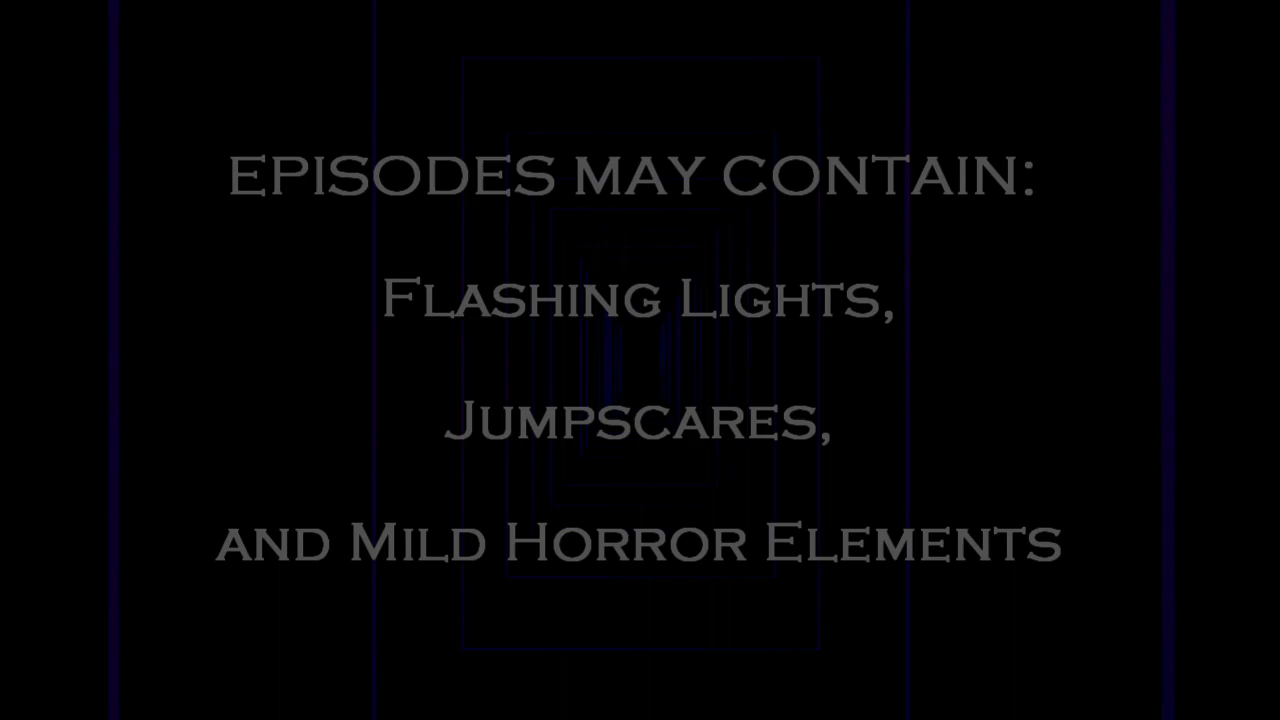 EPISODES MAY CONTAIN:
Flashing Lights,
Jumpscares,
and Mild Horror Elements